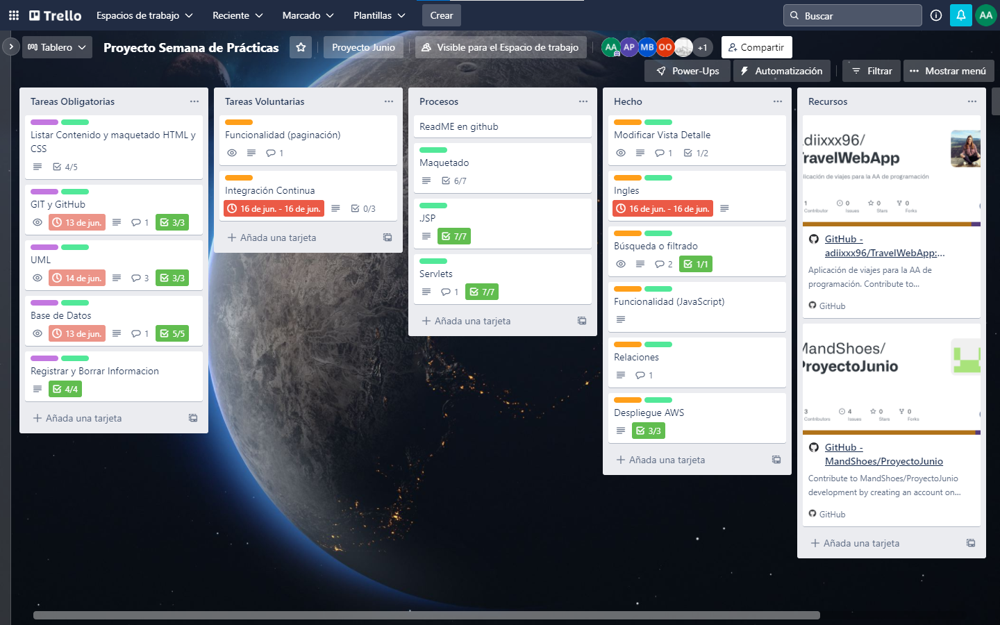 Trello
Espacios de trabajo
Reciente
Marcado
Plantillas
Crear
Buscar
AA
Tablero
Proyecto Semana de Prácticas
Proyecto Junio
Visible para el Espacio de trabajo
AA
AP
MB
OO
+1
Compartir
Power-Ups
Automatización
Filtrar
Mostrar menú
Tareas Obligatorias
Listar Contenido y maquetado HTML y
CSS
4/5
GIT y GitHub
13 de jun.
1
3/3
UML
14 de jun.
3
3/3
Base de Datos
13 de jun.
1
5/5
Registrar y Borrar Informacion
4/4
Añada una tarjeta
Tareas Voluntarias
Funcionalidad (paginación)
1
Integración Continua
16 de jun. - 16 de jun.
0/3
Añada una tarjeta
Procesos
ReadME en github
Maquetado
6/7
.JSP
7/7
Servlets
1
7/7
Añada una tarjeta
Hecho
Modificar Vista Detalle
1
1/2
Ingles
16 de jun. - 16 de jun.
Búsqueda o filtrado
2
1/1
Funcionalidad (JavaScript)
Relaciones
1
Despliegue AWS
3/3
Añada una tarjeta
Recursos
adiixxx96/
TravelWebApp
licación de viajes para la AA de programación
1
Contributor
0
Issues
0
Stars
0
Forks
GitHub -
adiixxx96/TravelWebApp:...
Aplicación de viajes para la AA de
programación. Contribute to...
GitHub
MandShoes/
ProyectoJunio
3
Contributors
4
Issues
0
Stars
0
Forks
GitHub -
MandShoes/ProyectoJunio
Contribute to MandShoes/ProyectoJunio
development by creating an account on...
GitHub
Añada una tarjeta